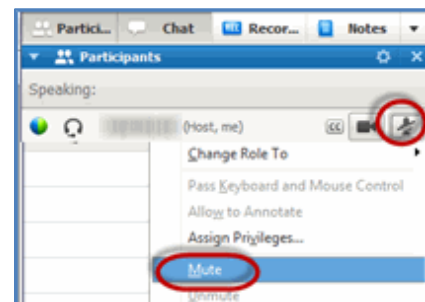 Partici... Chat Recor... Notes
Participants
Speaking:
(Host, me) CC
Change Role To
Pass Keyboard and Mouse Control
Allow to Annotate
Assign Privileges...
Mute
Unmute